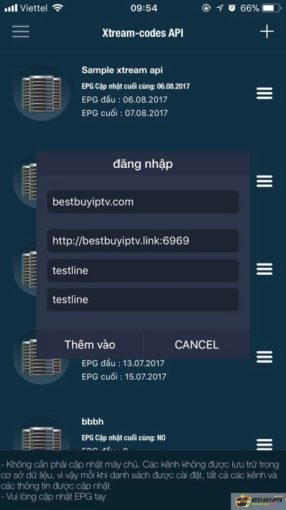 Viettel 09:54 66%
Xtream-codes API
Sample xtream api
EPG Cập nhật cuối cùng: 06.08.2017
EPG đầu : 06.08.2017
EPG cuối : 07.08.2017
đăng nhập
bestbuyiptv.com
http://bestbuyiptv.link:6969
testline
testline
Thêm vào CANCEL
EPG đầu : 13.07.2017
EPG cuối : 15.07.2017
bbbh
EPG Cập nhật cuối cùng: NO
- Không cần phải cập nhật máy chủ. Các kênh không được lưu trữ trong
cơ sở dữ liệu, vì vậy mỗi khi danh sách được cài đặt, tất cả các kênh và
các thông tin được cập nhật
- Vui lòng cập nhật EPG tay
BESTBUYIPTV